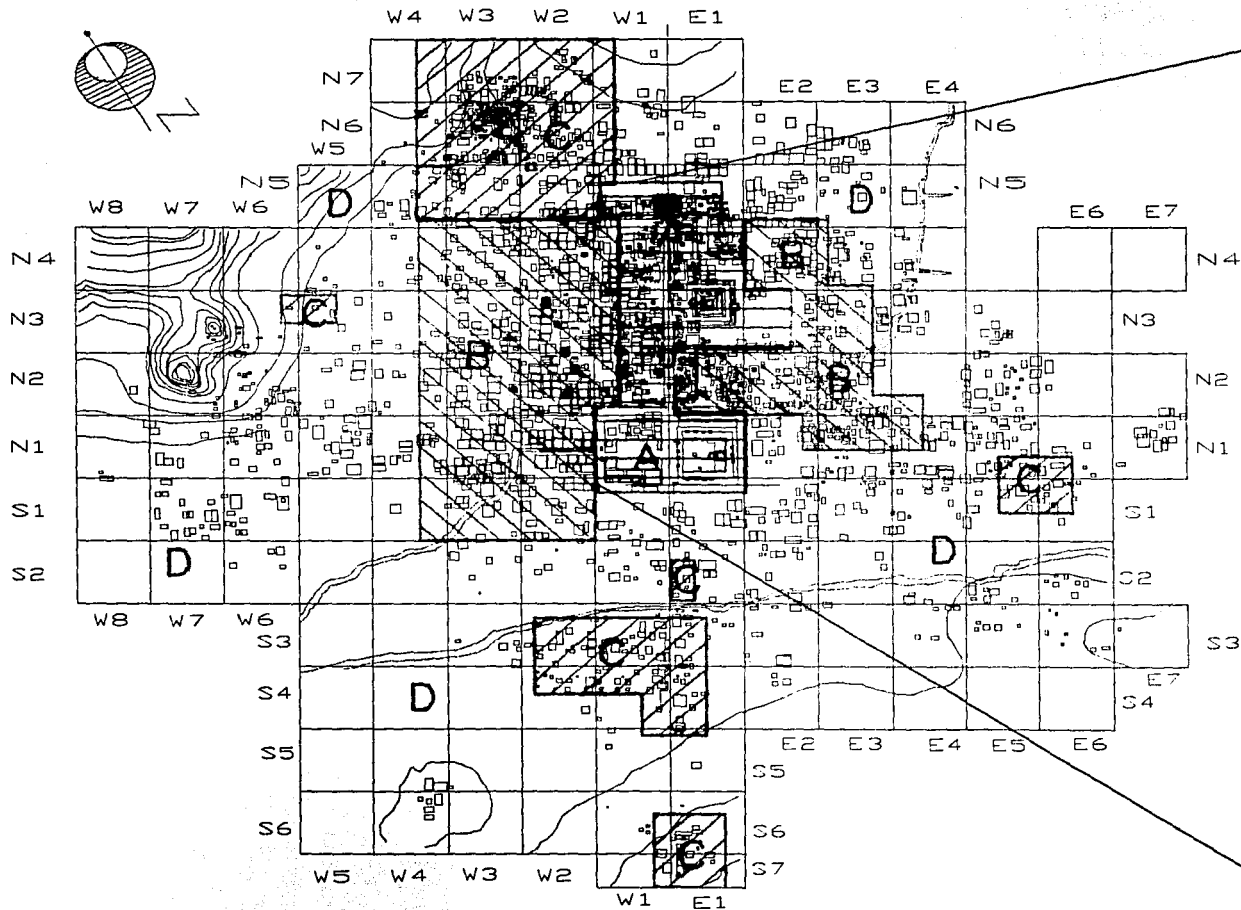 W4 W3 W2 W1 E1
N
N7
E2 E3 E4
N6 C N6
W5
N5 D D N5
W8 W7 W6 A E6 E7
N4 B N4
N3 C N3
N2 B B N2
N1 A C N1
S1 S1
S2 D C D S2
W8 W7 W6
S3 C S3
S4 D E7 S4
E2 E3 E4 E5 E6
S5 S5
S6 S6
C S7
W5 W4 W3 W2
W1 E1